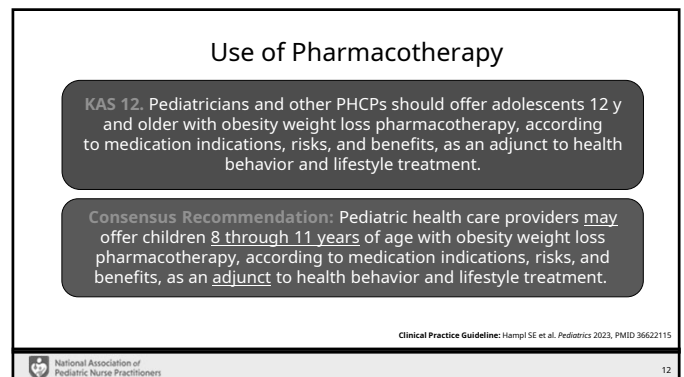 Use of Pharmacotherapy
KAS 12. Pediatricians and other PHCPs should offer adolescents 12 y
and older with obesity weight loss pharmacotherapy, according
to medication indications, risks, and benefits, as an adjunct to health
behavior and lifestyle treatment.
Consensus Recommendation: Pediatric health care providers may
offer children 8 through 11 years of age with obesity weight loss
pharmacotherapy, according to medication indications, risks, and
benefits, as an adjunct to health behavior and lifestyle treatment.
Clinical Practice Guideline: Hampl SE et al. Pediatrics 2023, PMID 36622115
National Association of
Pediatric Nurse Practitioners
12